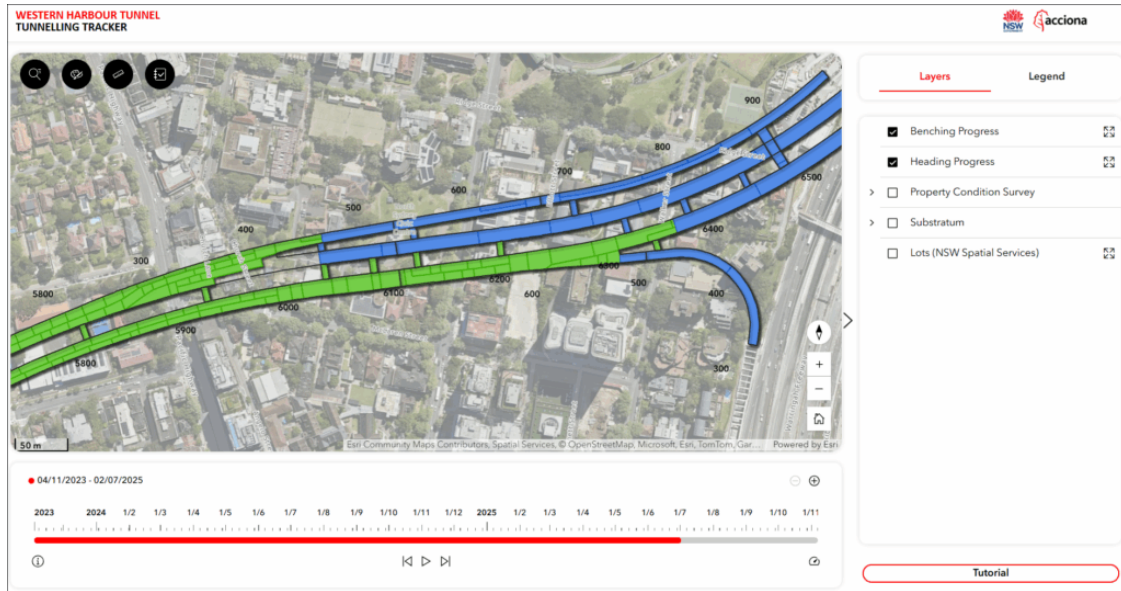 WESTERN HARBOUR TUNNEL
TUNNELLING TRACKER
NSW
acciona
Layers
Legend
Benching Progress
Heading Progress
Property Condition Survey
Substratum
Lots (NSW Spatial Services)
900
800
700
600
500
400
300
6500
6400
6300
6200
6100
6000
5900
5800
5800
600
500
400
300
+
−
50 m
Esri Community Maps Contributors, Spatial Services, © OpenStreetMap, Microsoft, Esri, TomTom, Gar...
Powered by Esri
04/11/2023 - 02/07/2025
2023 2024 1/2 1/3 1/4 1/5 1/6 1/7 1/8 1/9 1/10 1/11 1/12 2025 1/2 1/3 1/4 1/5 1/6 1/7 1/8 1/9 1/10 1/11
Tutorial